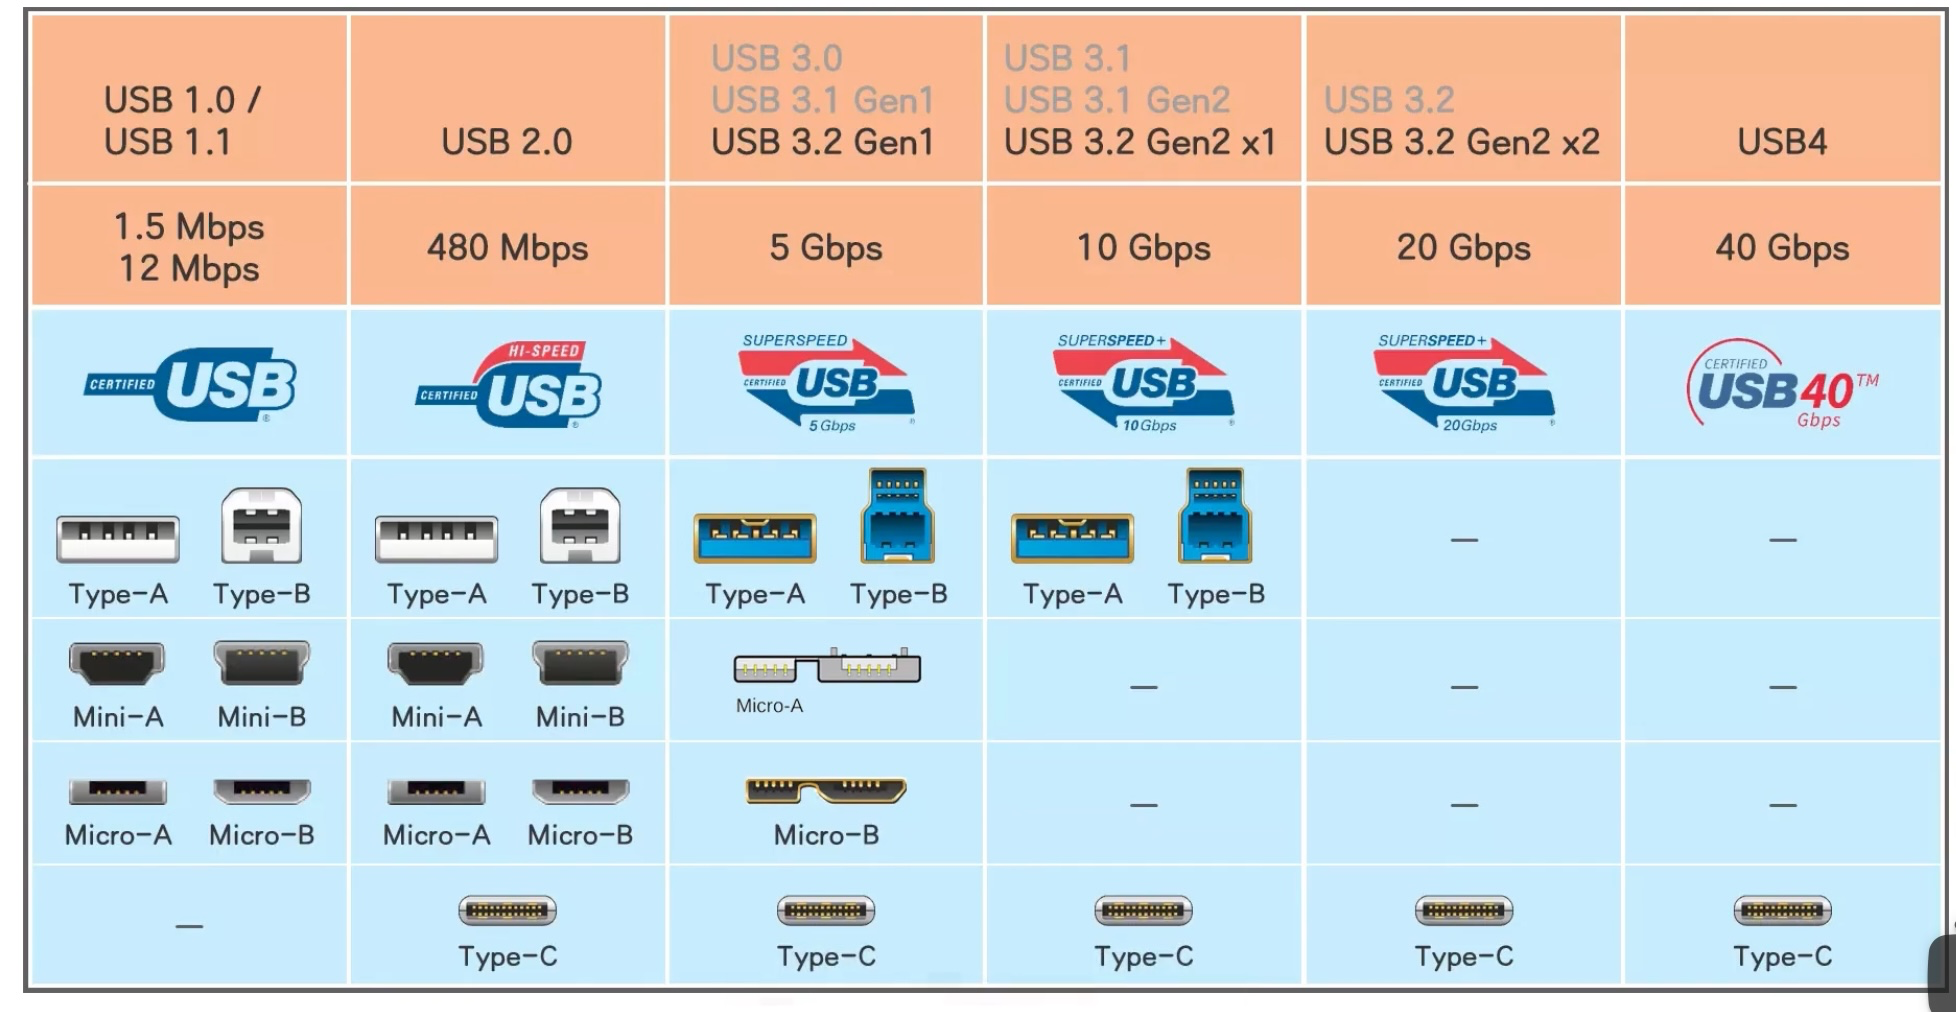 USB 1.0 /
USB 1.1
USB 2.0
USB 3.0
USB 3.1 Gen1
USB 3.2 Gen1
USB 3.1
USB 3.1 Gen2
USB 3.2 Gen2 x1
USB 3.2
USB 3.2 Gen2 x2
USB4
1.5 Mbps
12 Mbps
480 Mbps
5 Gbps
10 Gbps
20 Gbps
40 Gbps
CERTIFIED USB ®
HI-SPEED
CERTIFIED USB ®
SUPERSPEED
CERTIFIED USB
5 Gbps ®
SUPERSPEED+
CERTIFIED USB
10Gbps ®
SUPERSPEED+
CERTIFIED USB
20Gbps ®
CERTIFIED
USB40™
Gbps
Type-A Type-B
Type-A Type-B
Type-A Type-B
Type-A Type-B
—
—
Mini-A Mini-B
Mini-A Mini-B
Micro-A
—
—
—
Micro-A Micro-B
Micro-A Micro-B
Micro-B
—
—
—
—
Type-C
Type-C
Type-C
Type-C
Type-C